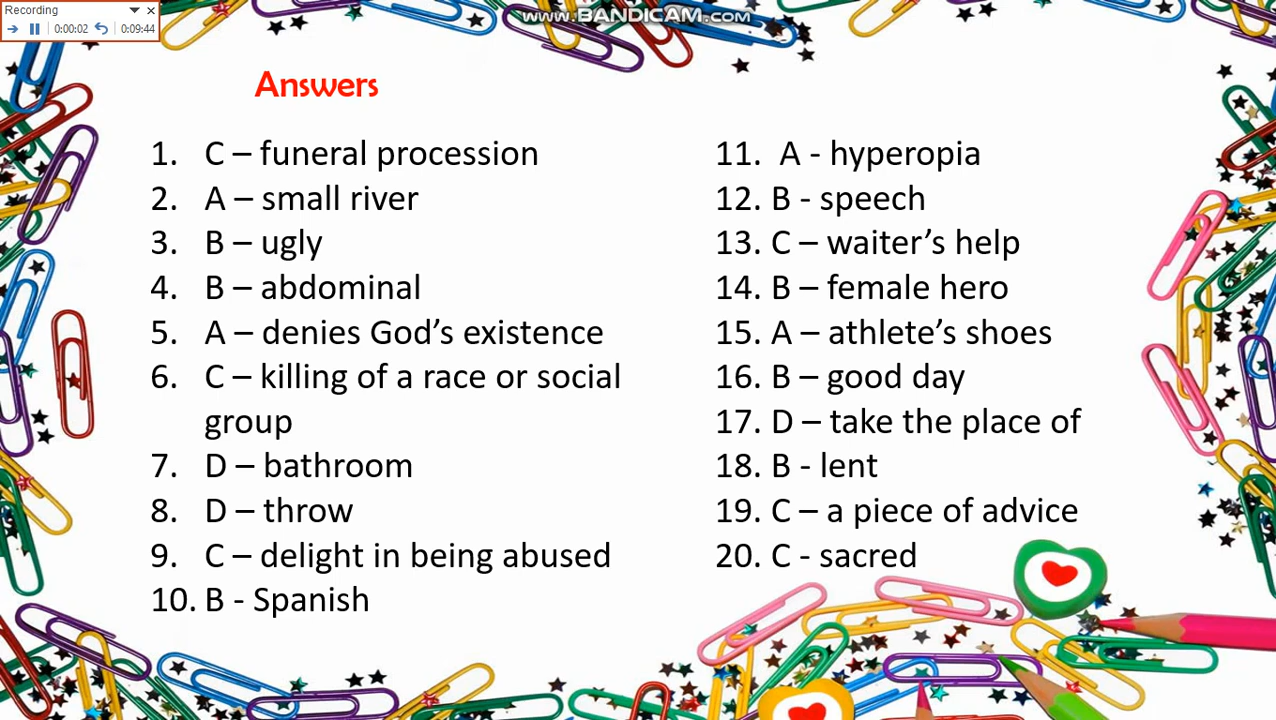 Recording
0:00:02
0:09:44
www.BANDICAM.com
Answers
1. C – funeral procession
2. A – small river
3. B – ugly
4. B – abdominal
5. A – denies God’s existence
6. C – killing of a race or social
group
7. D – bathroom
8. D – throw
9. C – delight in being abused
10. B - Spanish
11. A - hyperopia
12. B - speech
13. C – waiter’s help
14. B – female hero
15. A – athlete’s shoes
16. B – good day
17. D – take the place of
18. B - lent
19. C – a piece of advice
20. C - sacred